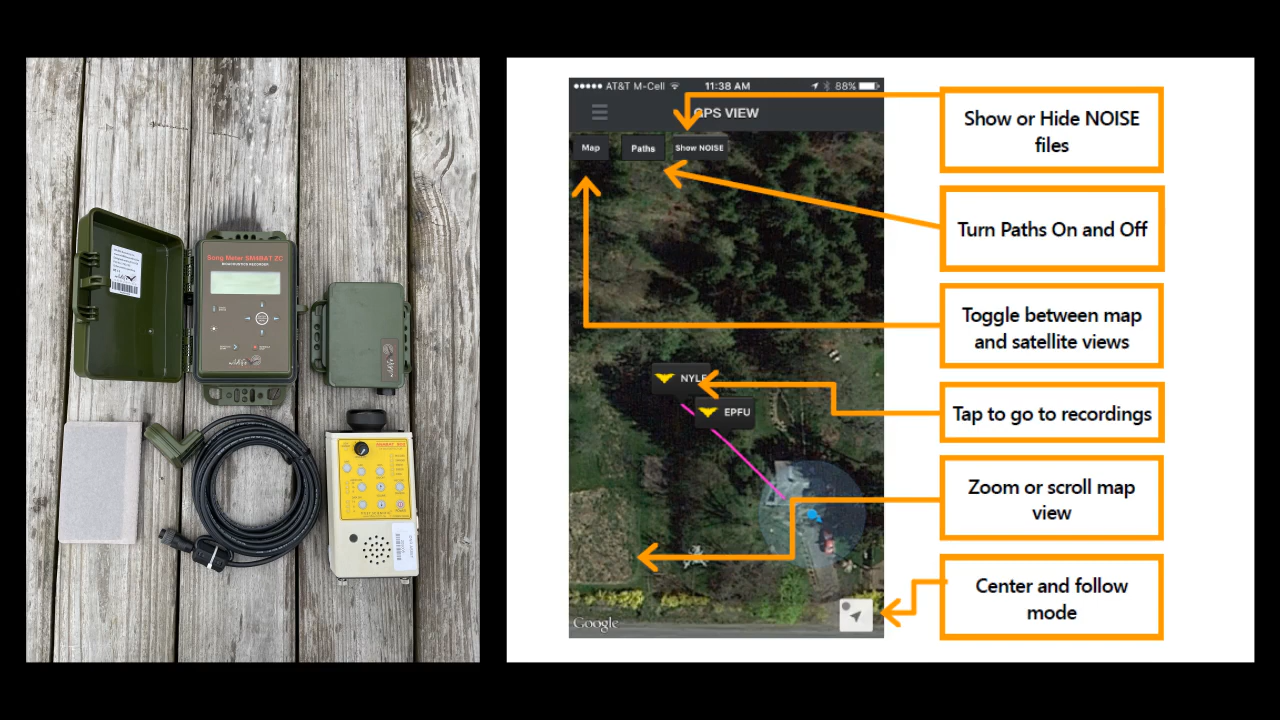 Song Meter SM4BAT ZC
BIOACOUSTICS RECORDER
●●●●● AT&T M-Cell 11:38 AM 88%
GPS VIEW
Map Paths Show NOISE
NYLE
EPFU
Google
Show or Hide NOISE
files
Turn Paths On and Off
Toggle between map
and satellite views
Tap to go to recordings
Zoom or scroll map
view
Center and follow
mode